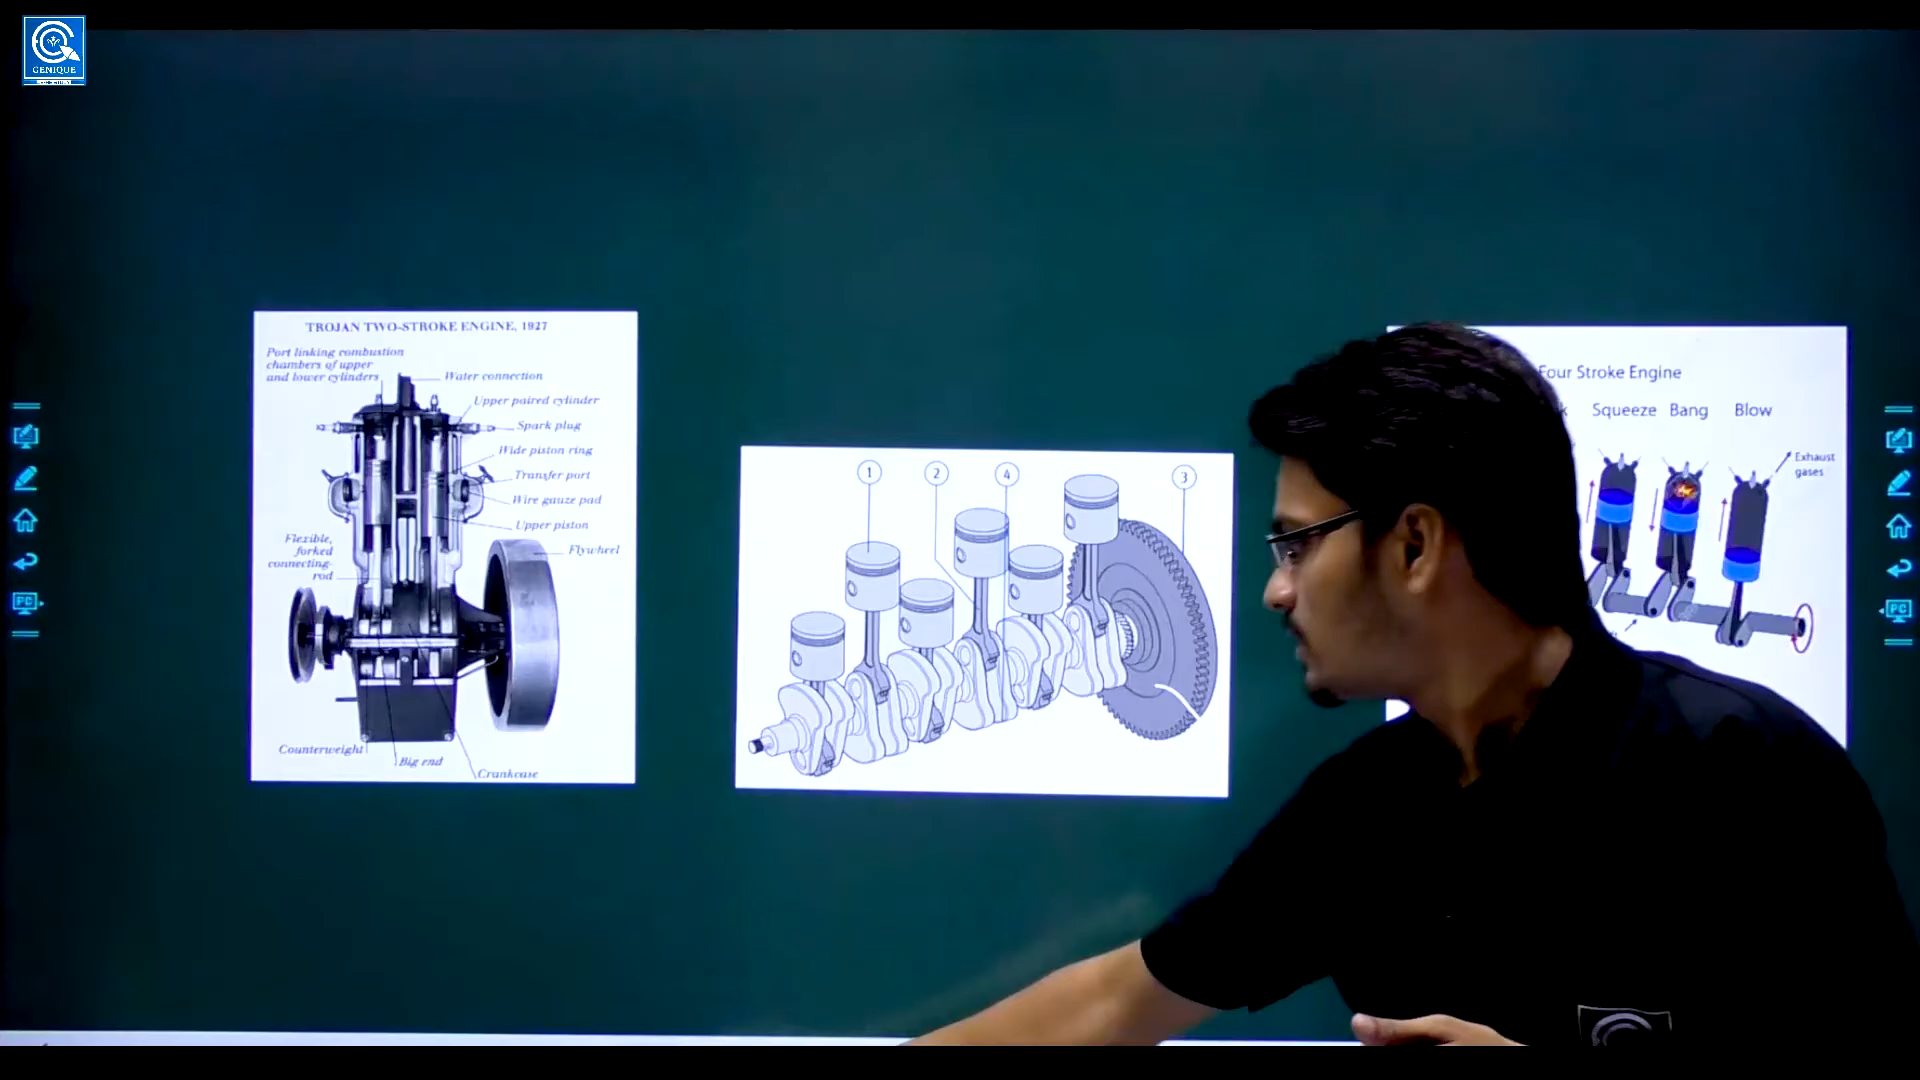 GENIQUE
TROJAN TWO-STROKE ENGINE, 1927
Port linking combustion
chambers of upper
and lower cylinders
Water connection
Upper paired cylinder
Spark plug
Wide piston ring
Transfer port
Wire gauze pad
Upper piston
Flywheel
Flexible,
forked
connecting-
rod
Counterweight
Big end
Crankcase
1
2
4
3
Four Stroke Engine
Squeeze Bang Blow
Exhaust
gases
PC
PC